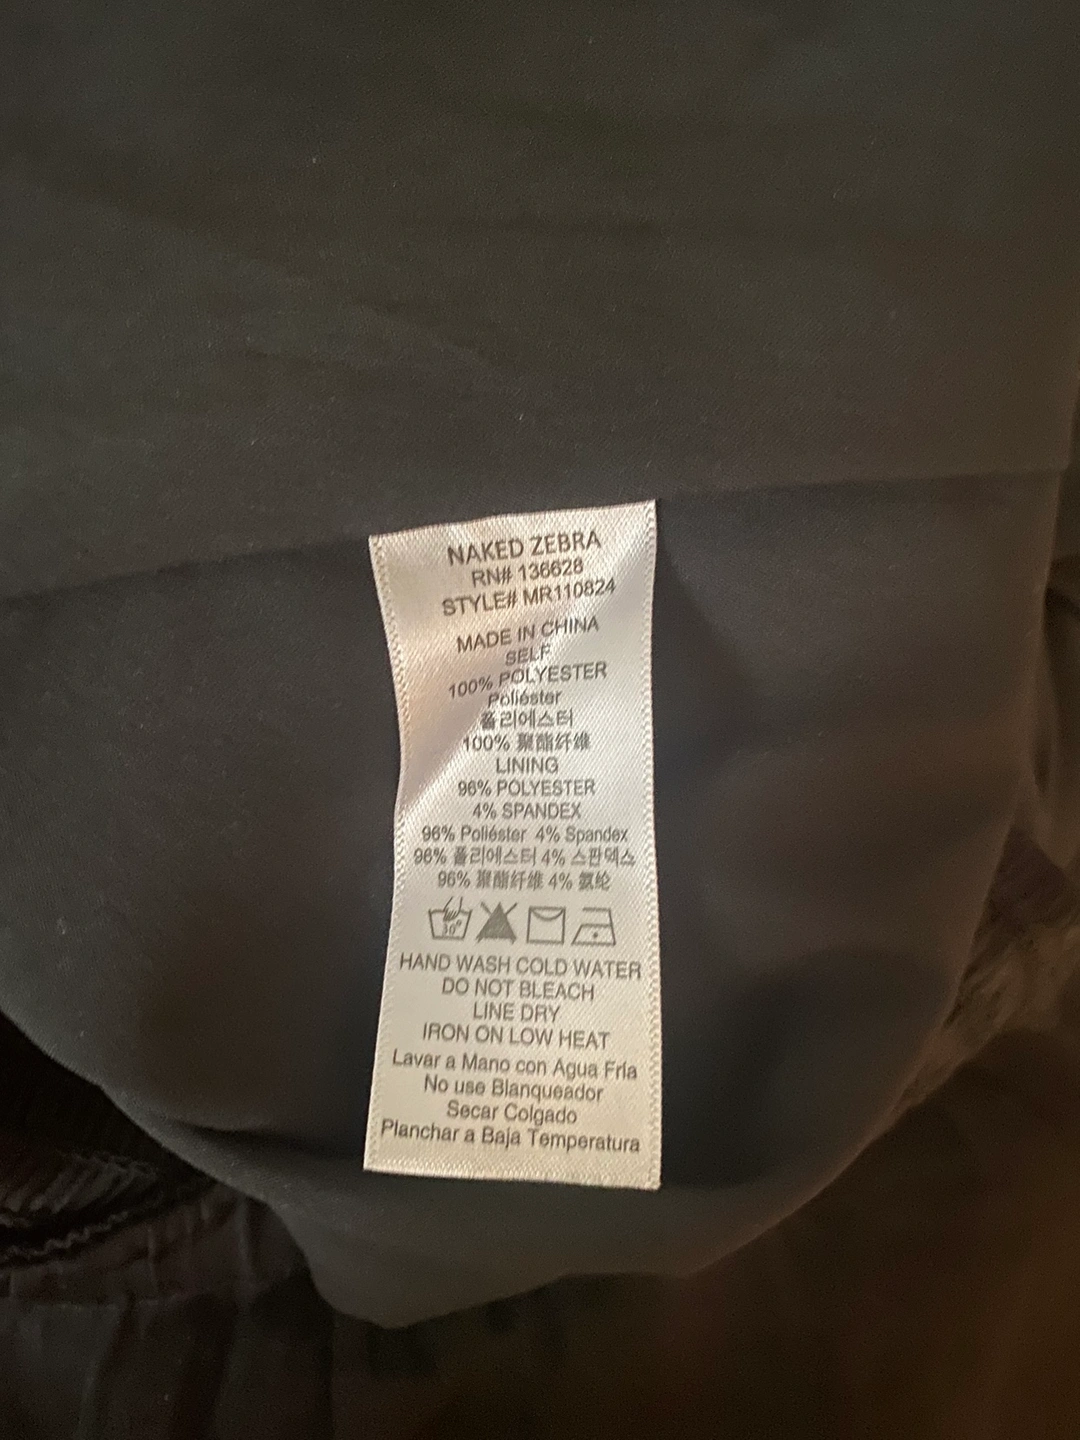 NAKED ZEBRA
RN# 136628
STYLE# MR110824
MADE IN CHINA
SELF
100% POLYESTER
Poliéster
폴리에스터
100% 聚酯纤维
LINING
96% POLYESTER
4% SPANDEX
96% Poliéster 4% Spandex
96% 폴리에스터 4% 스판덱스
96% 聚酯纤维 4% 氨纶
30°
HAND WASH COLD WATER
DO NOT BLEACH
LINE DRY
IRON ON LOW HEAT
Lavar a Mano con Agua Fría
No use Blanqueador
Secar Colgado
Planchar a Baja Temperatura